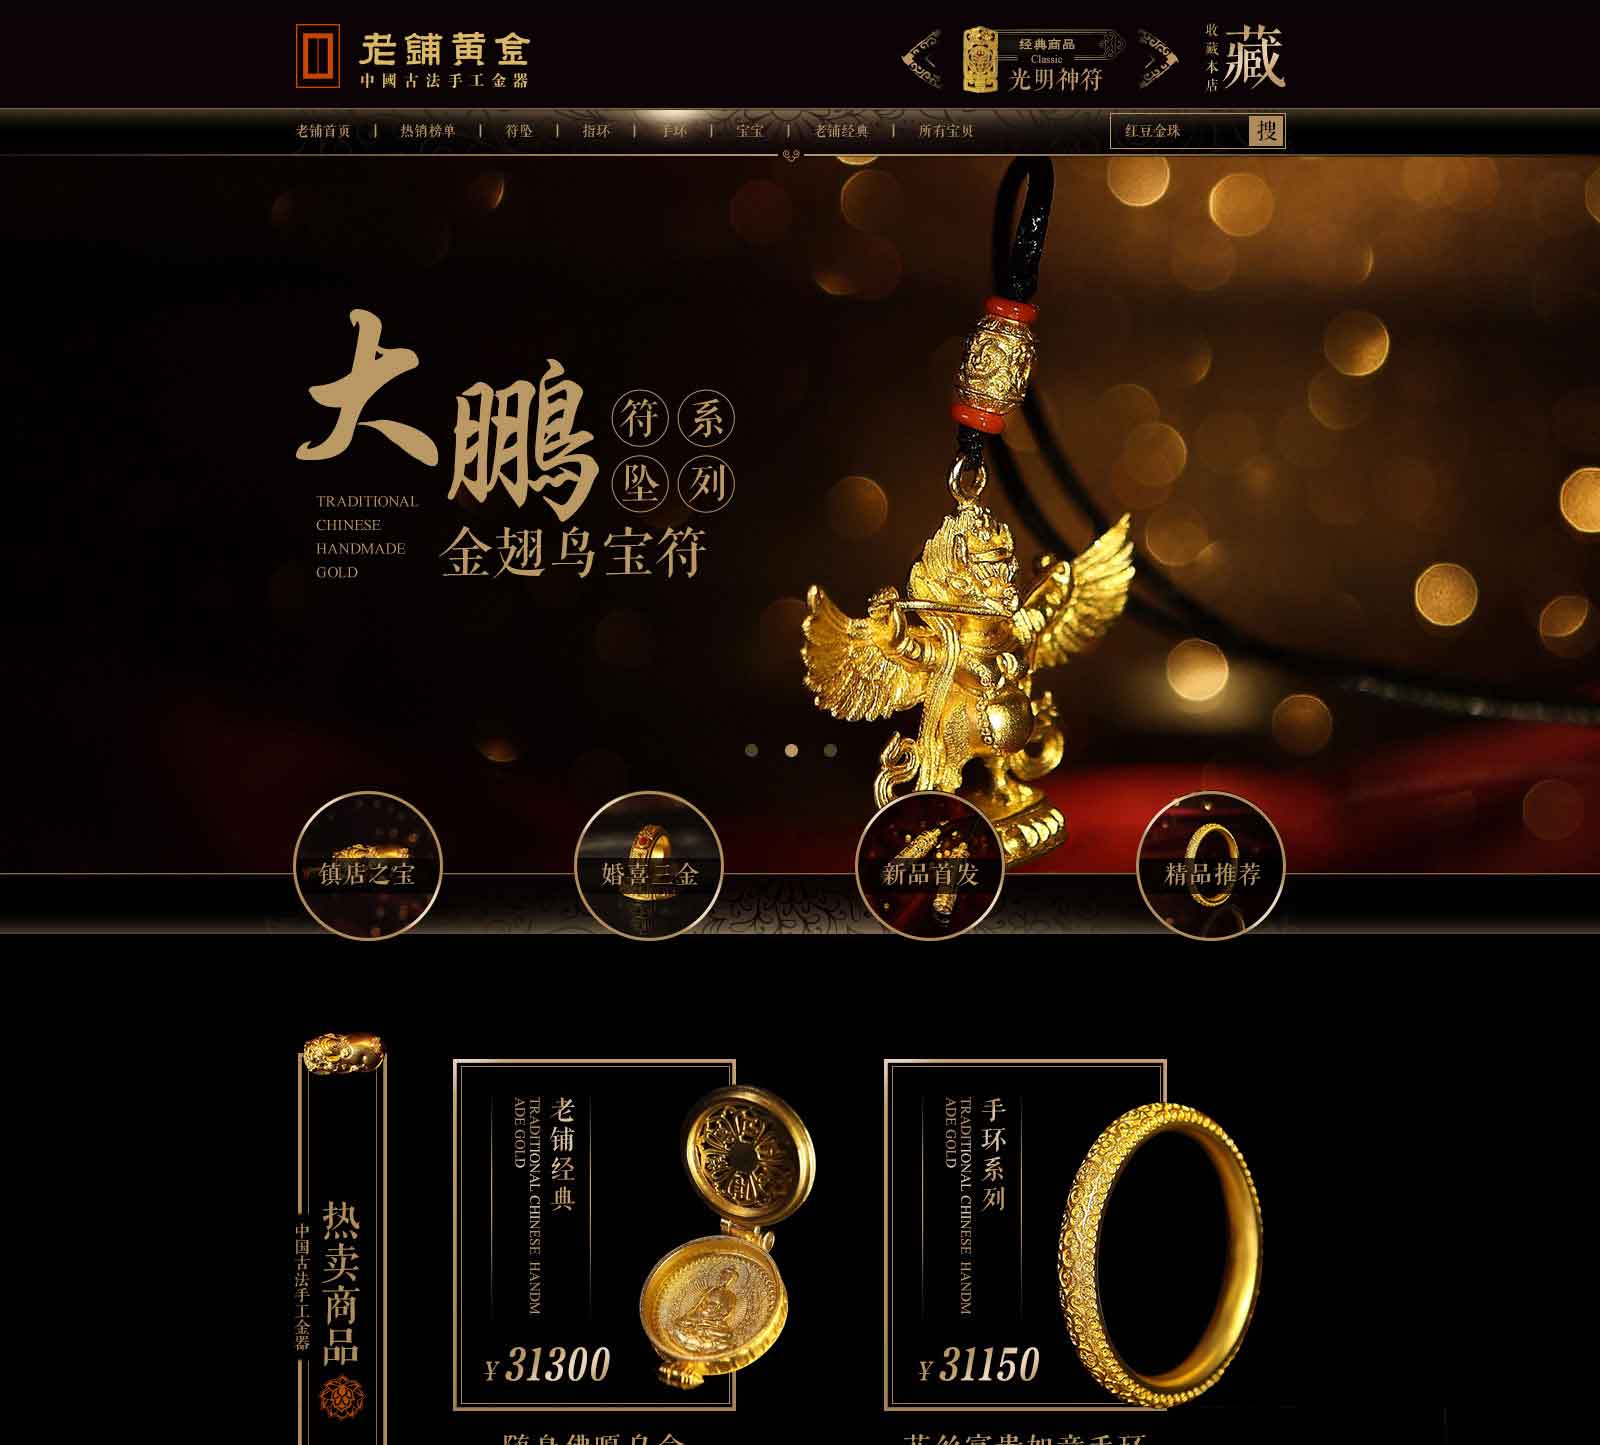 老鋪黄金
中國古法手工金器
经典商品
Classic
光明神符
收藏本店
藏
老铺首页 | 热销榜单 | 符坠 | 指环 | 手环 | 宝宝 | 老铺经典 | 所有宝贝
红豆金珠
搜
大鹏
符坠
系列
TRADITIONAL
CHINESE
HANDMADE
GOLD
金翅鸟宝符
镇店之宝
婚喜三金
新品首发
精品推荐
热卖商品
中国古法手工金器
老铺经典
TRADITIONAL CHINESE HANDM
ADE GOLD
¥31300
手环系列
TRADITIONAL CHINESE HANDM
ADE GOLD
¥31150